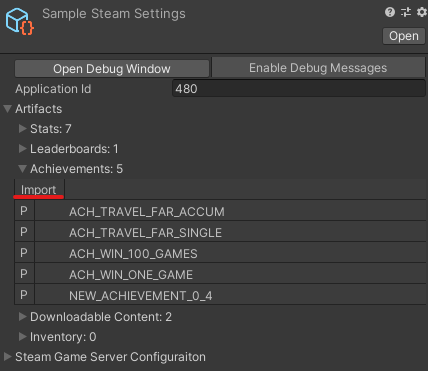 Sample Steam Settings
Open
Open Debug Window
Enable Debug Messages
Application Id
480
Artifacts
Stats: 7
Leaderboards: 1
Achievements: 5
Import
P ACH_TRAVEL_FAR_ACCUM
P ACH_TRAVEL_FAR_SINGLE
P ACH_WIN_100_GAMES
P ACH_WIN_ONE_GAME
P NEW_ACHIEVEMENT_0_4
Downloadable Content: 2
Inventory: 0
Steam Game Server Configuraiton